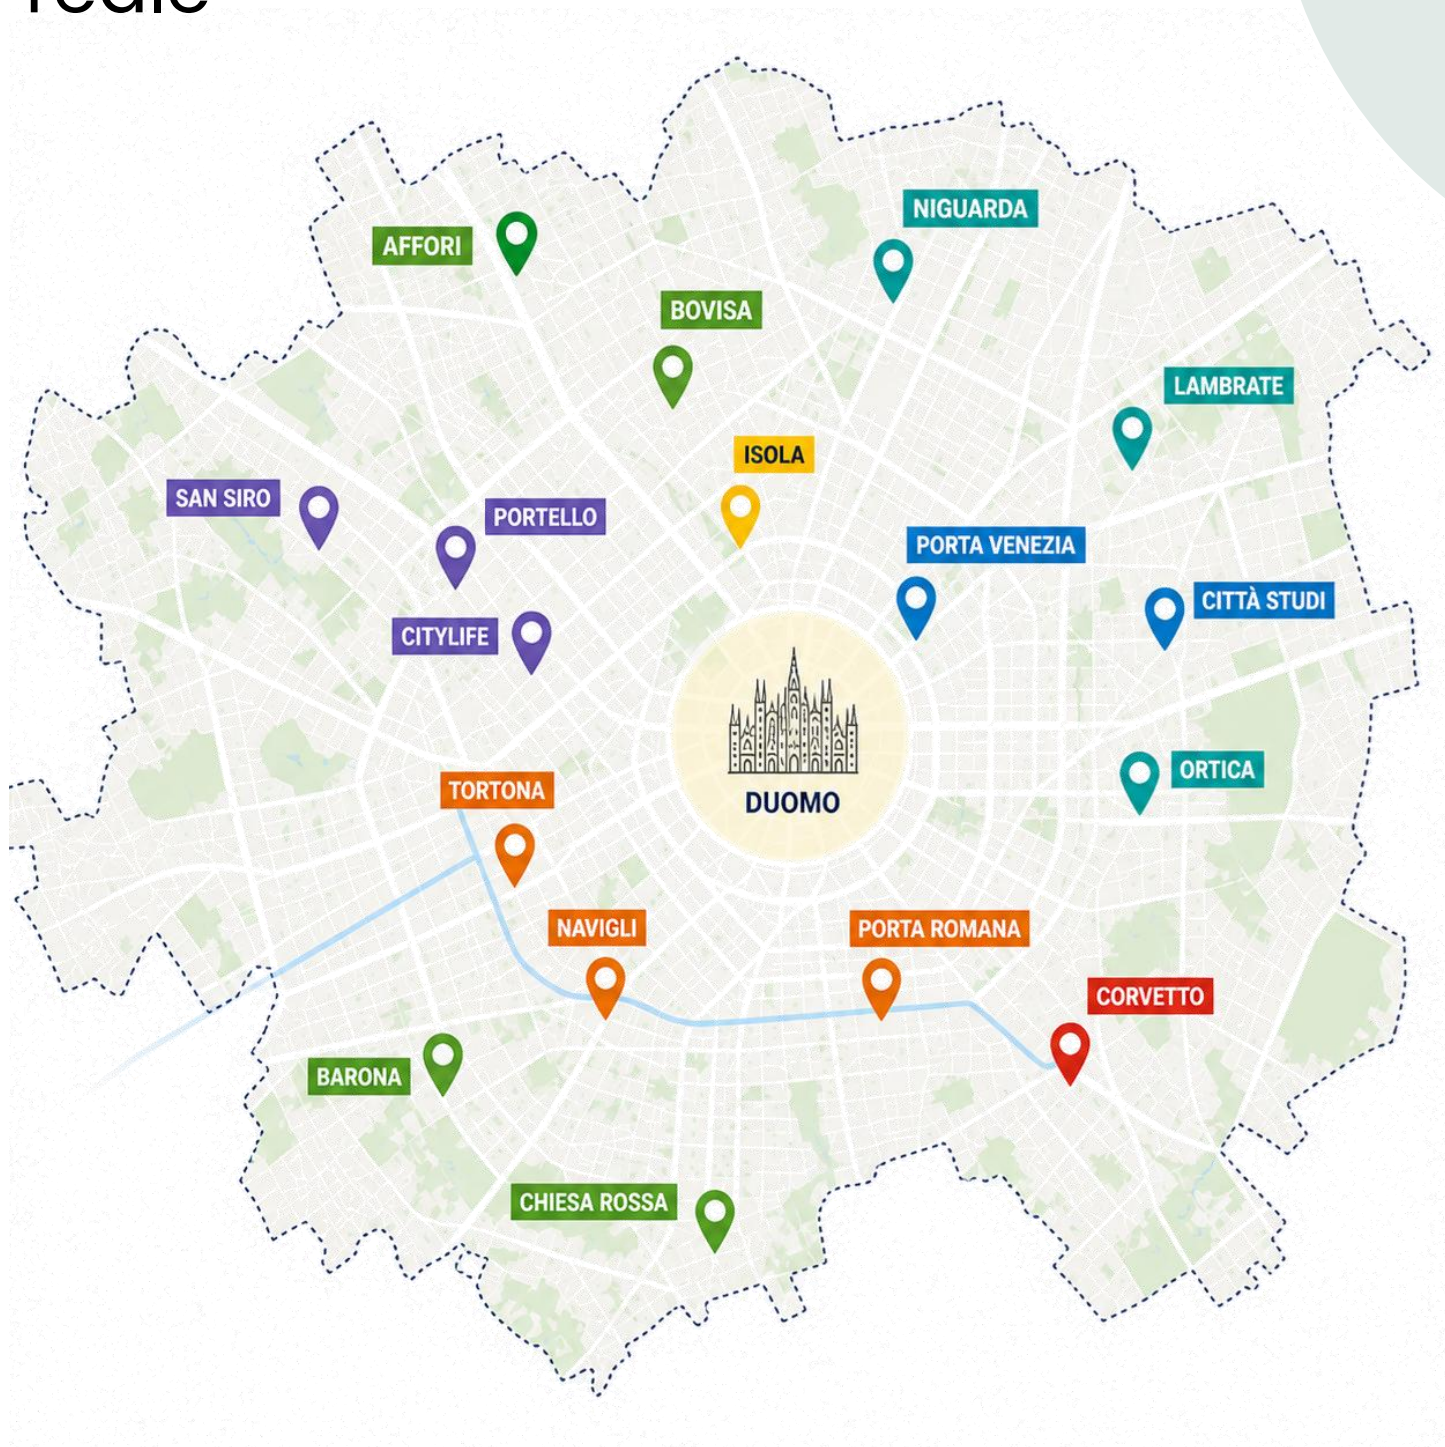 NIGUARDA
AFFORI
BOVISA
LAMBRATE
ISOLA
SAN SIRO
PORTELLO
PORTA VENEZIA
CITTÀ STUDI
CITYLIFE
ORTICA
TORTONA
DUOMO
NAVIGLI
PORTA ROMANA
CORVETTO
BARONA
CHIESA ROSSA